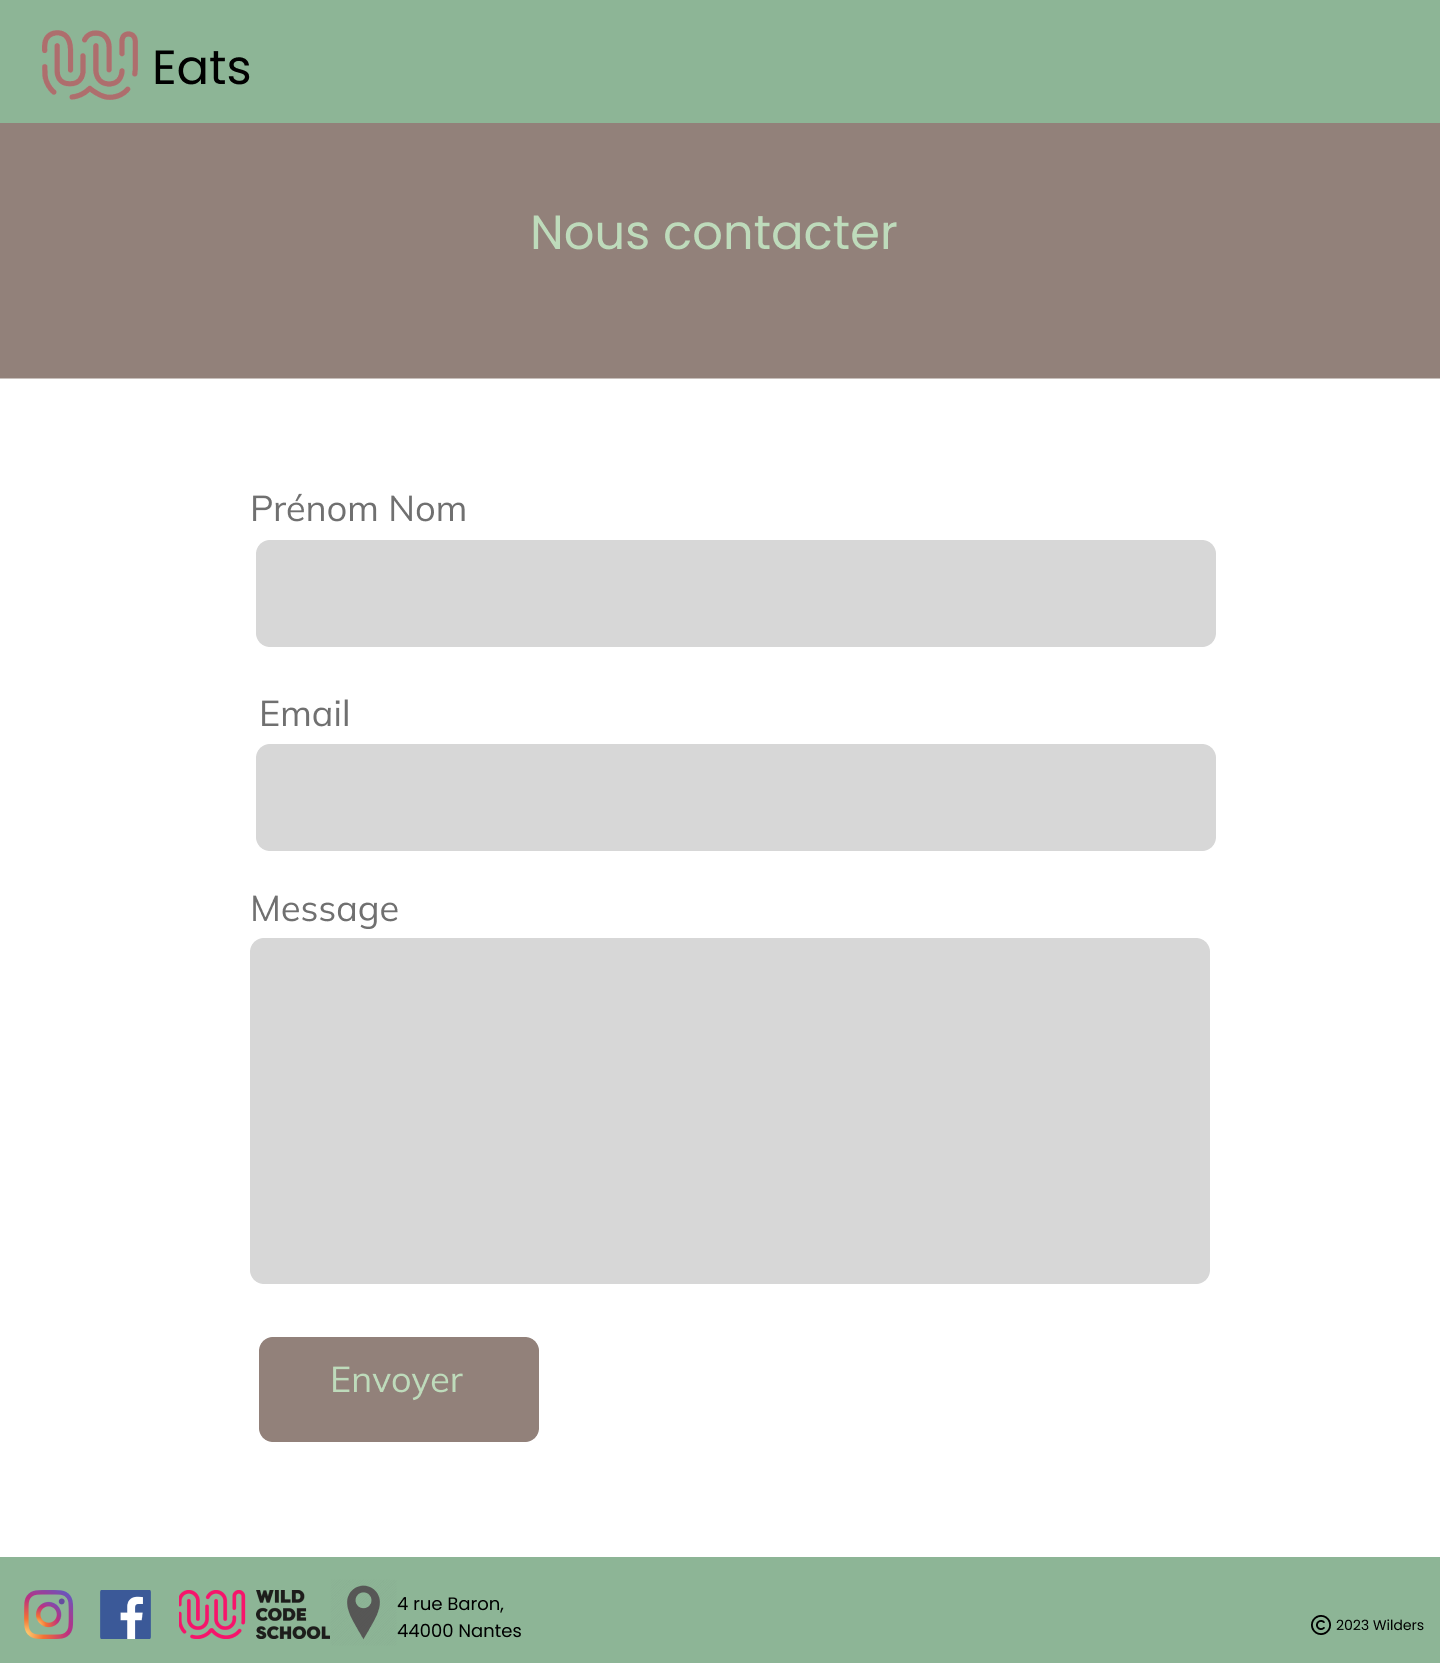 Eats
Nous contacter
Prénom Nom
Email
Message
Envoyer
WILD
CODE
SCHOOL
4 rue Baron,
44000 Nantes
© 2023 Wilders